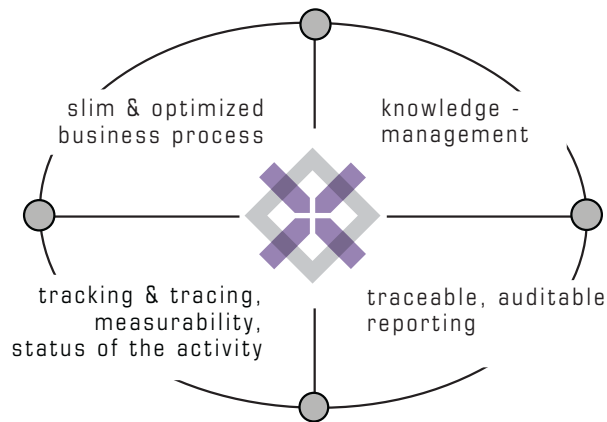 slim & optimized
business process
knowledge -
management
tracking & tracing,
measurability,
status of the activity
traceable, auditable
reporting